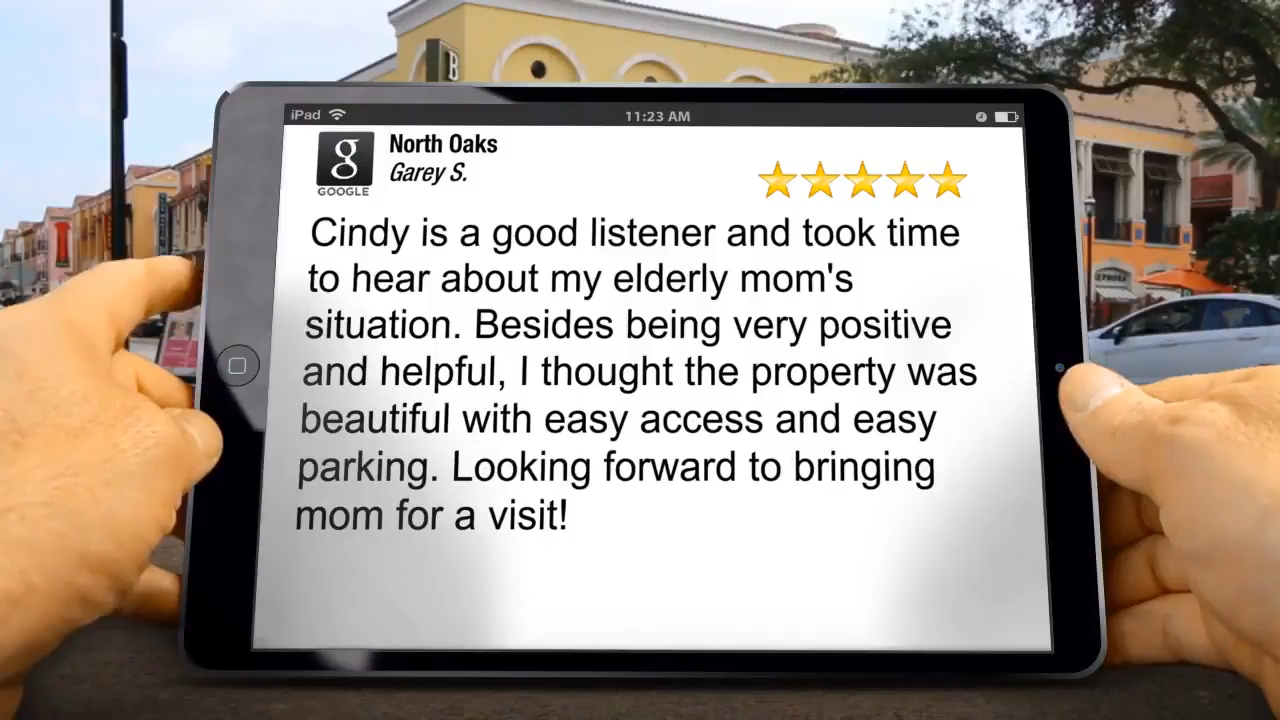 iPad
11:23 AM
g
GOOGLE
North Oaks
Garey S.
Cindy is a good listener and took time
to hear about my elderly mom's
situation. Besides being very positive
and helpful, I thought the property was
beautiful with easy access and easy
parking. Looking forward to bringing
mom for a visit!
B